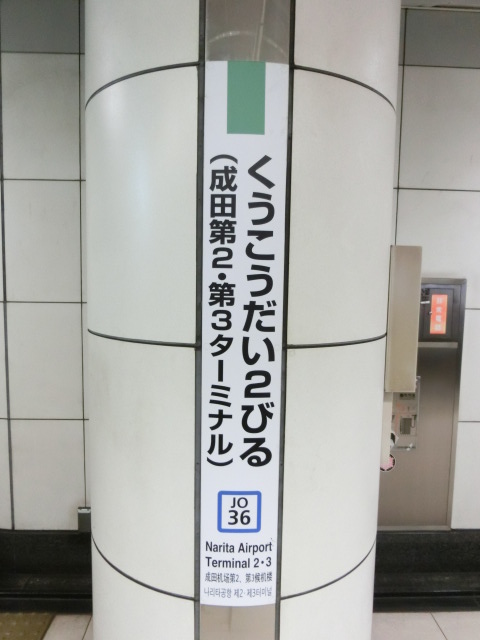 くうこうだい2びる
(成田第2・第3ターミナル)
JO
36
Narita Airport
Terminal 2・3
成田机场第2、第3候机楼
나리타공항 제2·제3터미널